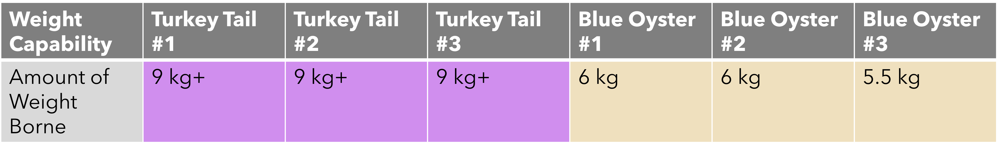 Weight Capability
Turkey Tail #1
Turkey Tail #2
Turkey Tail #3
Blue Oyster #1
Blue Oyster #2
Blue Oyster #3
Amount of Weight Borne
9 kg+
9 kg+
9 kg+
6 kg
6 kg
5.5 kg